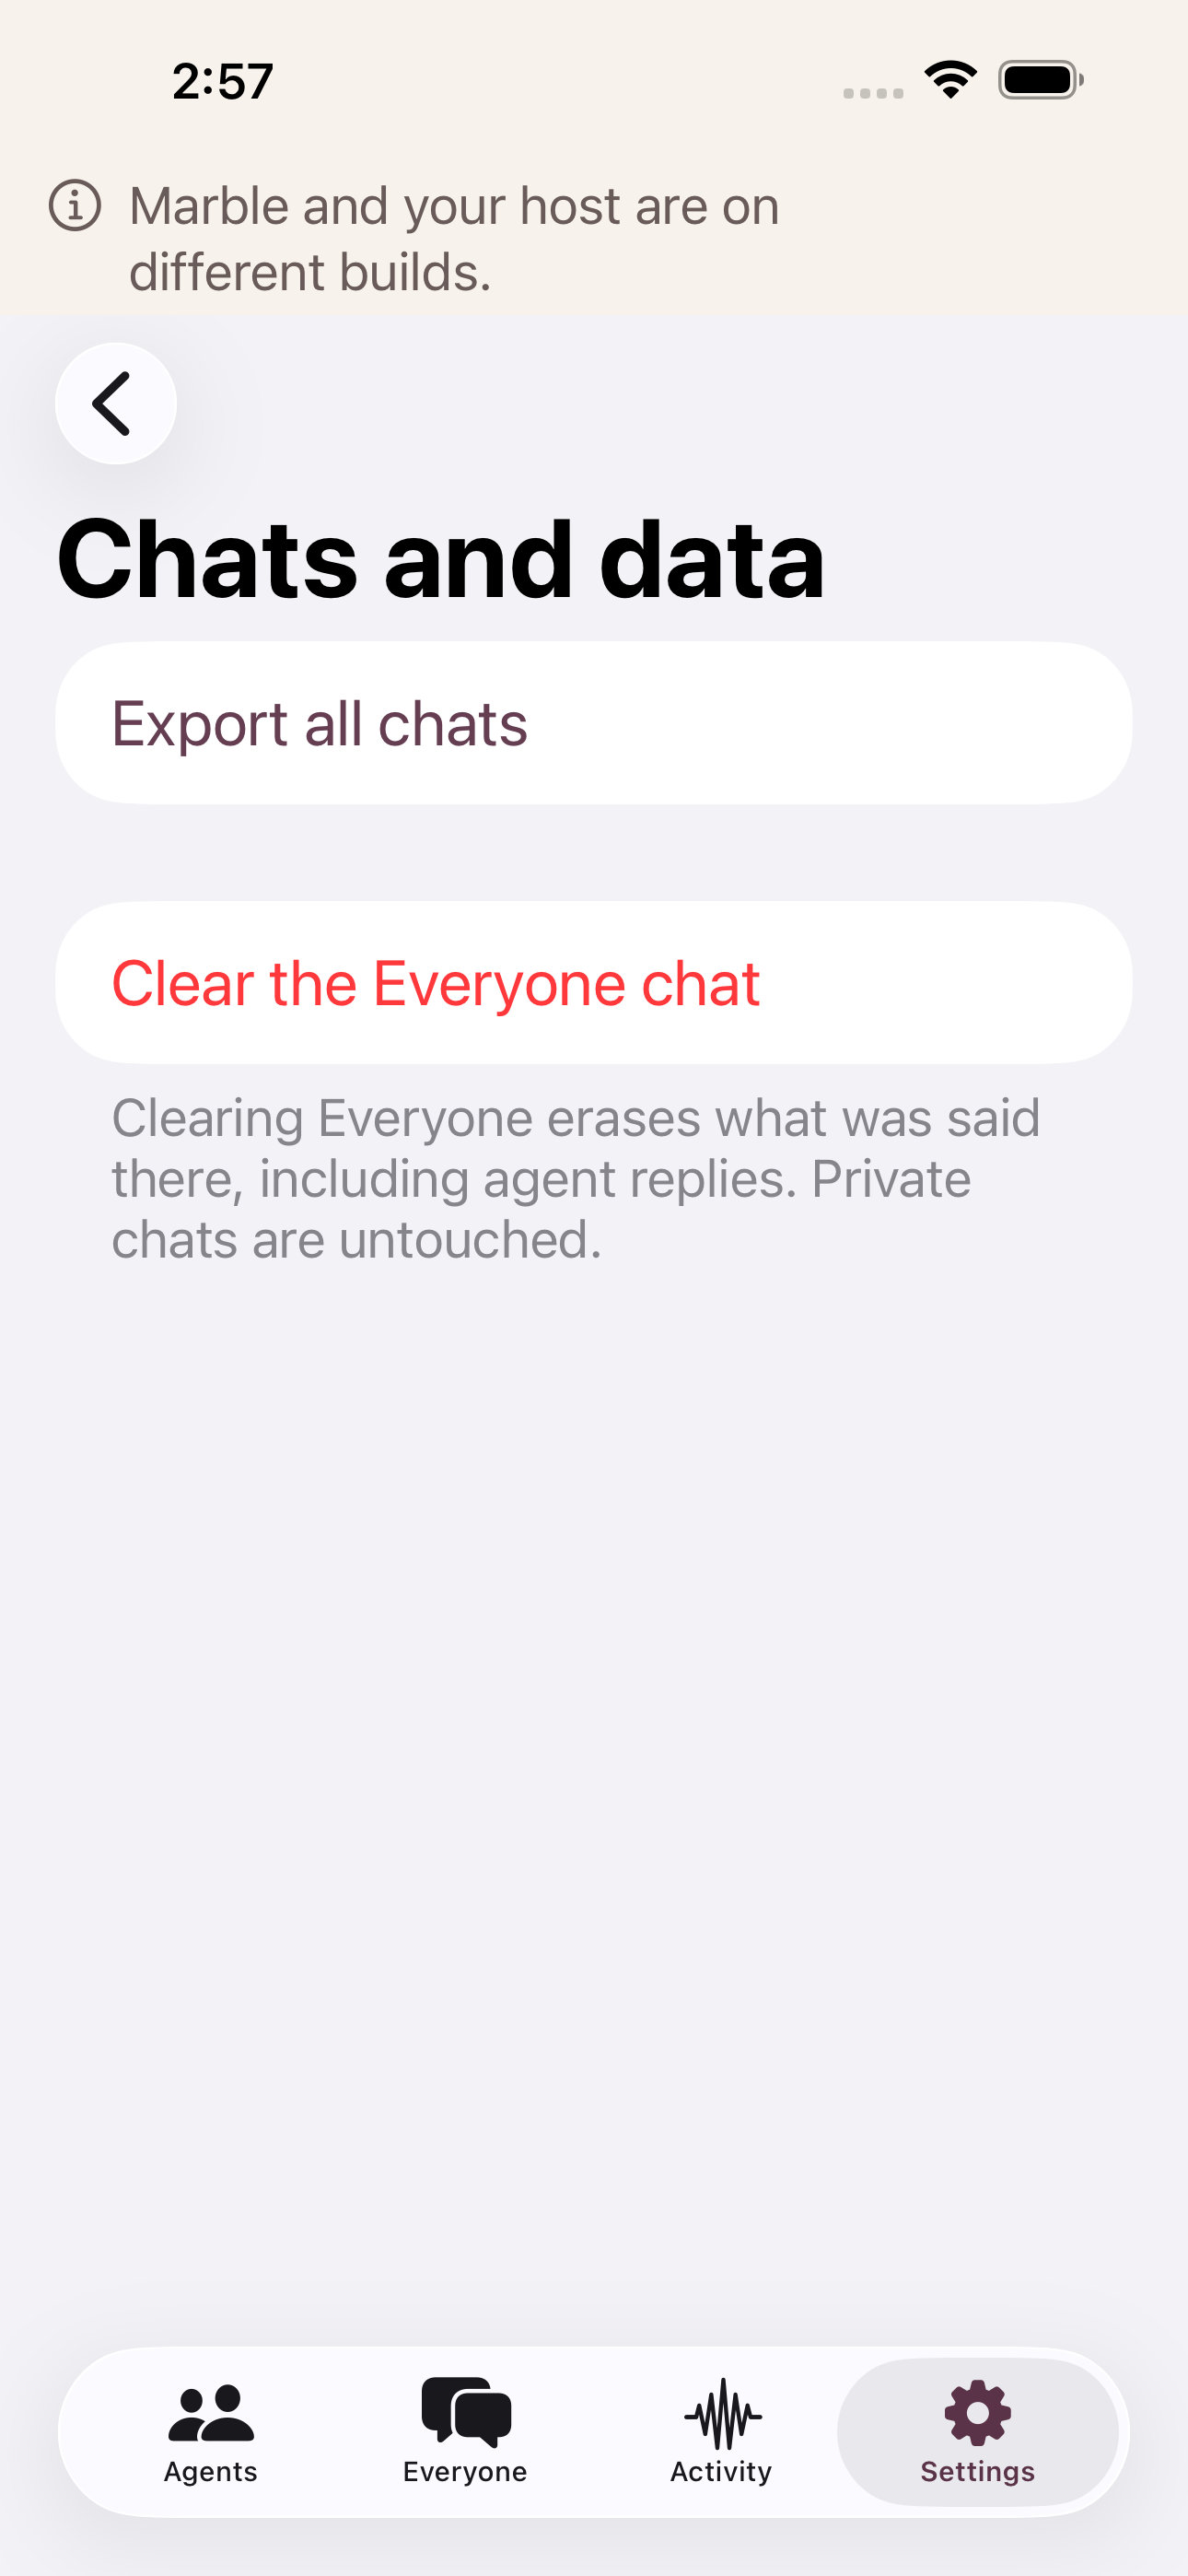 2:57
Marble and your host are on
different builds.
Chats and data
Export all chats
Clear the Everyone chat
Clearing Everyone erases what was said
there, including agent replies. Private
chats are untouched.
Agents
Everyone
Activity
Settings